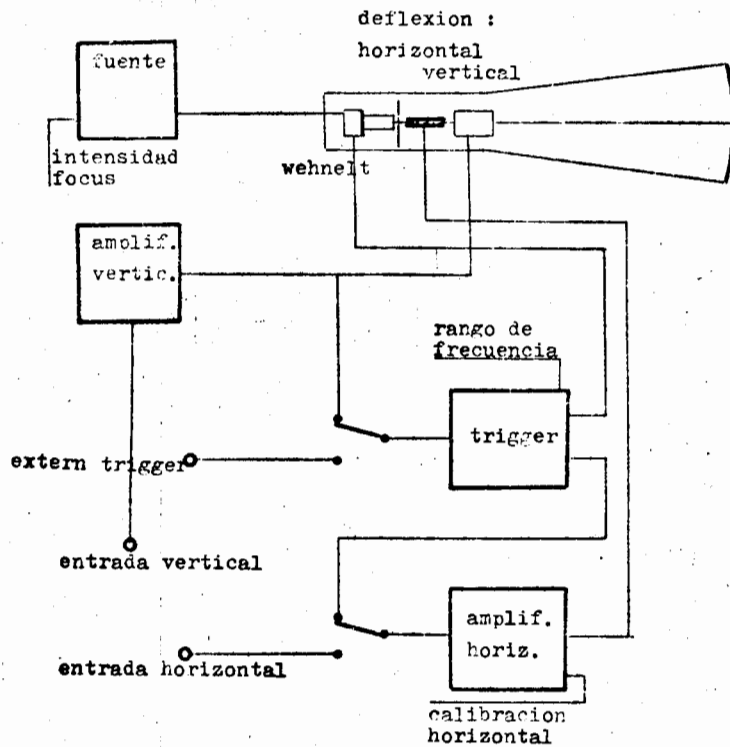 deflexion :
horizontal
vertical
fuente
intensidad
focus
wehnelt
amplif.
vertic.
rango de
frecuencia
trigger
extern trigger
entrada vertical
amplif.
horiz.
entrada horizontal
calibracion
horizontal